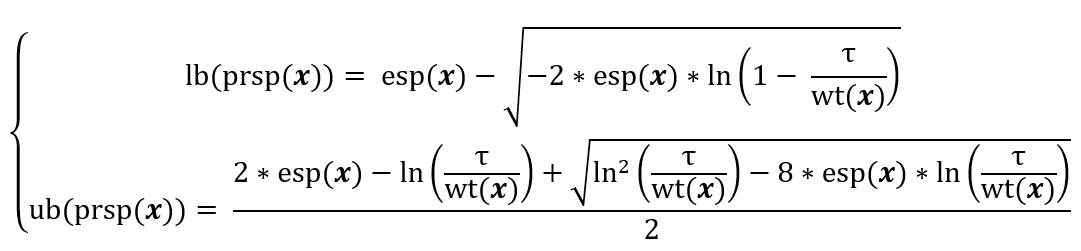 lb(prsp(x)) = esp(x) − √(−2 * esp(x) * ln(1 − τ/wt(x)))
ub(prsp(x)) = (2 * esp(x) − ln(τ/wt(x)) + √(ln²(τ/wt(x)) − 8 * esp(x) * ln(τ/wt(x))))/2